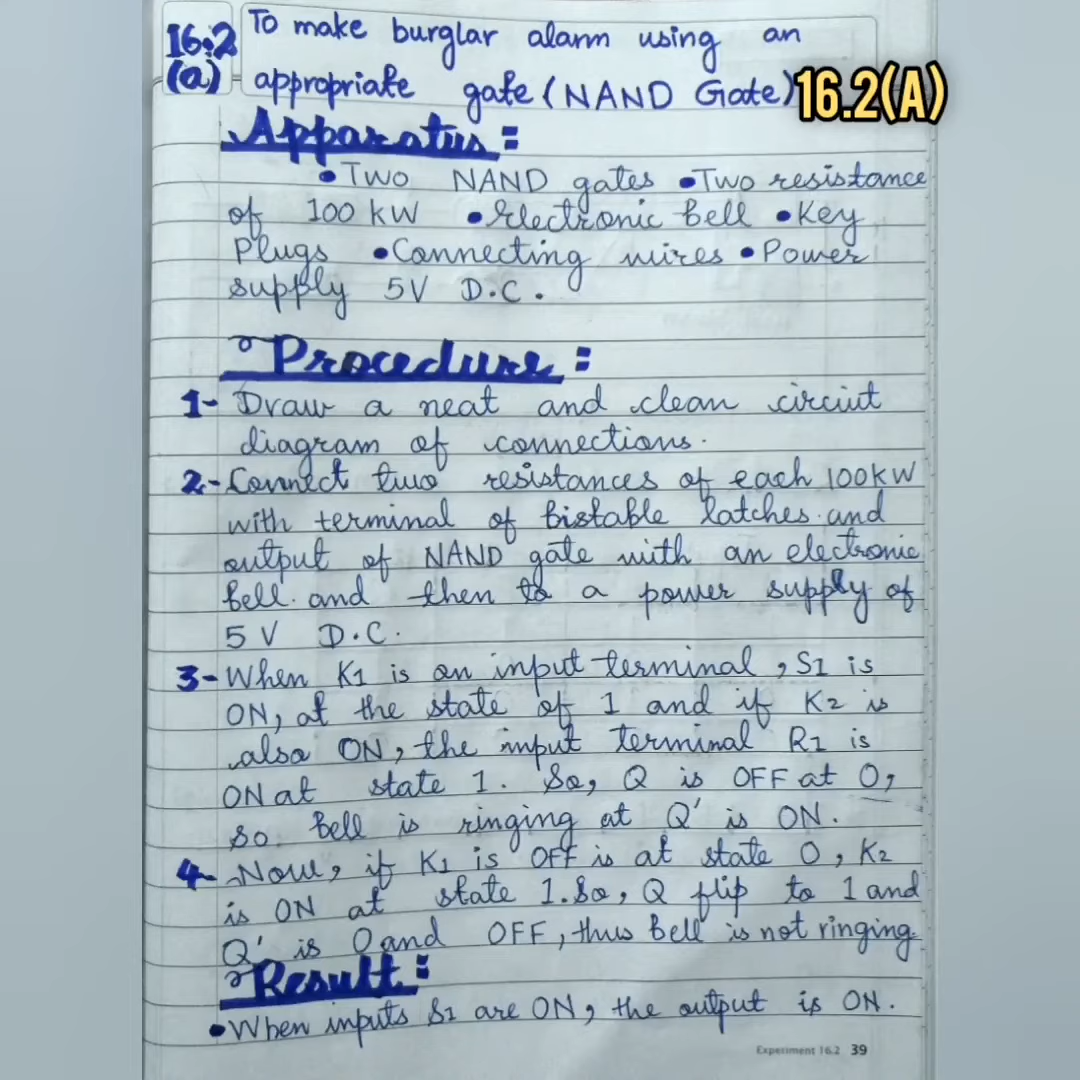 16.2 To make burglar alarm using an
(a) appropriate gate (NAND Gate) 16.2(A)
Apparatus:
•Two NAND gates •Two resistance
of 100 kW •Electronic bell •Key
Plugs •Connecting wires •Power
supply 5V D.C.
Procedure:
1- Draw a neat and clean circuit
diagram of connections.
2- Connect two resistances of each 100kW
with terminal of bistable latches and
output of NAND gate with an electronic
bell. and then to a power supply of
5 V D.C.
3- When K1 is an input terminal, S1 is
ON, at the state of 1 and if K2 is
also ON, the input terminal R1 is
ON at state 1. So, Q is OFF at 0,
so bell is ringing at Q' is ON.
4- Now, if K1 is OFF is at state 0, K2
is ON at state 1. So, Q flip to 1 and
Q' is 0 and OFF, thus bell is not ringing.
Result:
•When inputs S1 are ON, the output is ON.
Experiment 16.2 39